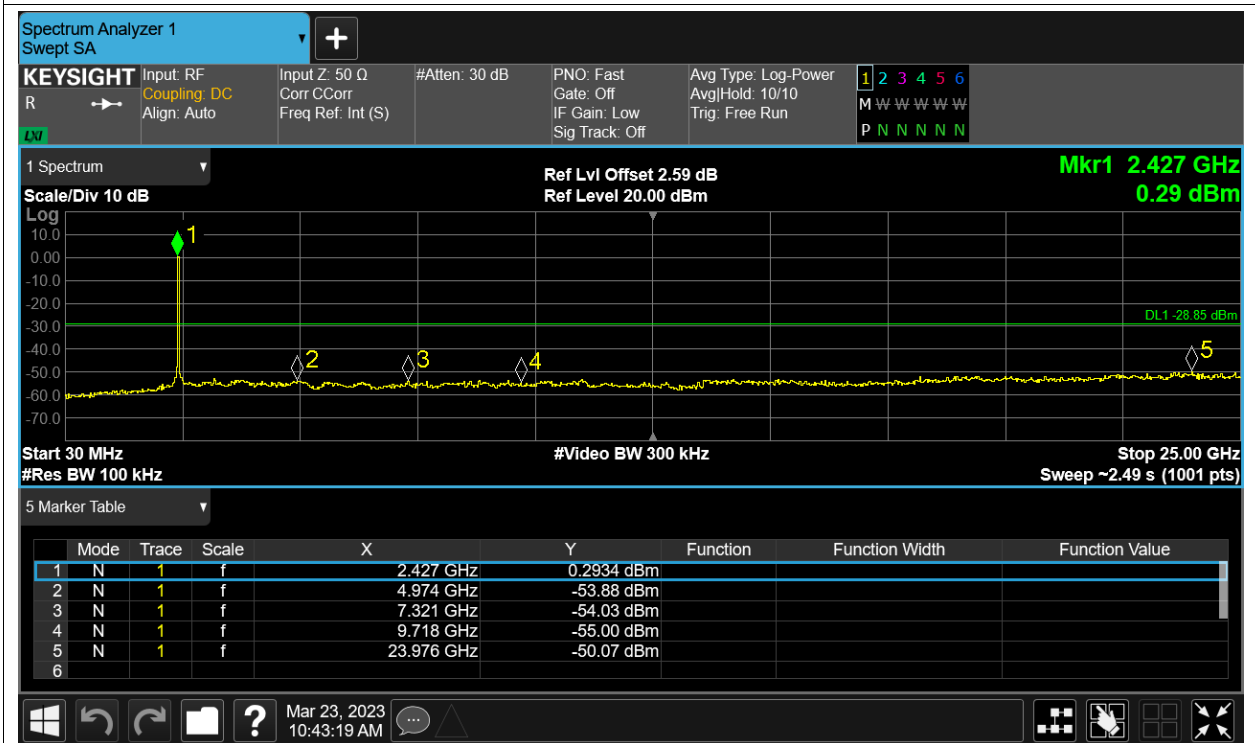 Spectrum Analyzer 1
Swept SA
KEYSIGHT
R
LXI
Input: RF
Coupling: DC
Align: Auto
Input Z: 50 Ω
Corr CCorr
Freq Ref: Int (S)
#Atten: 30 dB
PNO: Fast
Gate: Off
IF Gain: Low
Sig Track: Off
Avg Type: Log-Power
Avg|Hold: 10/10
Trig: Free Run
1 2 3 4 5 6
M W W W W W
P N N N N N
1 Spectrum
Scale/Div 10 dB
Ref Lvl Offset 2.59 dB
Ref Level 20.00 dBm
Mkr1 2.427 GHz
0.29 dBm
Log
10.0
0.00
-10.0
-20.0
-30.0
-40.0
-50.0
-60.0
-70.0
1
2
3
4
5
DL1 -28.85 dBm
Start 30 MHz
#Res BW 100 kHz
#Video BW 300 kHz
Stop 25.00 GHz
Sweep ~2.49 s (1001 pts)
5 Marker Table
Mode Trace Scale X Y Function Function Width Function Value
1 N 1 f 2.427 GHz 0.2934 dBm
2 N 1 f 4.974 GHz -53.88 dBm
3 N 1 f 7.321 GHz -54.03 dBm
4 N 1 f 9.718 GHz -55.00 dBm
5 N 1 f 23.976 GHz -50.07 dBm
6
?
Mar 23, 2023
10:43:19 AM